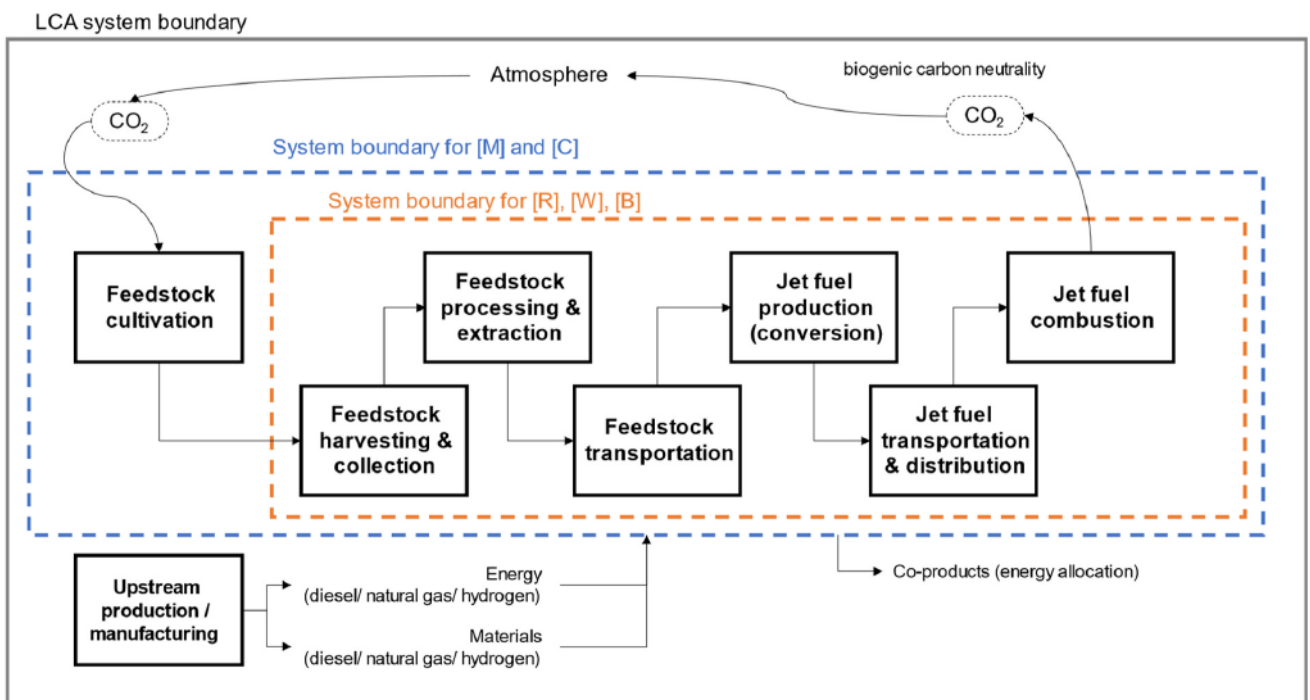 LCA system boundary
Atmosphere
biogenic carbon neutrality
CO₂
CO₂
System boundary for [M] and [C]
System boundary for [R], [W], [B]
Feedstock
cultivation
Feedstock
harvesting &
collection
Feedstock
processing &
extraction
Feedstock
transportation
Jet fuel
production
(conversion)
Jet fuel
transportation
& distribution
Jet fuel
combustion
Upstream
production /
manufacturing
Energy
(diesel/ natural gas/ hydrogen)
Materials
(diesel/ natural gas/ hydrogen)
Co-products (energy allocation)